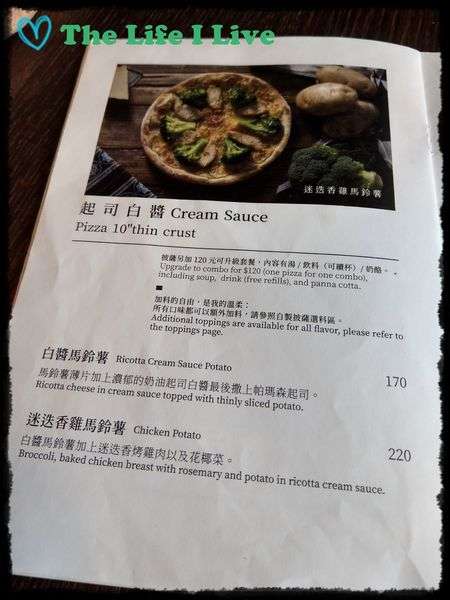 The Life I Live
迷迭香雞馬鈴薯
起司白醬 Cream Sauce
Pizza 10"thin crust
披薩另加 120 元可升級套餐，內容有湯 / 飲料（可續杯）/ 奶酪。
Upgrade to combo for $120 (one pizza for one combo),
including soup, drink (free refills), and panna cotta.
加料的自由，是我的溫柔：
所有口味都可以額外加料，請參照自製披薩選料區。
Additional toppings are available for all flavor, please refer to
the toppings page.
白醬馬鈴薯 Ricotta Cream Sauce Potato 170
馬鈴薯薄片加上濃郁的奶油起司白醬最後撒上帕瑪森起司。
Ricotta cheese in cream sauce topped with thinly sliced potato.
迷迭香雞馬鈴薯 Chicken Potato 220
白醬馬鈴薯加上迷迭香烤雞肉以及花椰菜。
Broccoli, baked chicken breast with rosemary and potato in ricotta cream sauce.